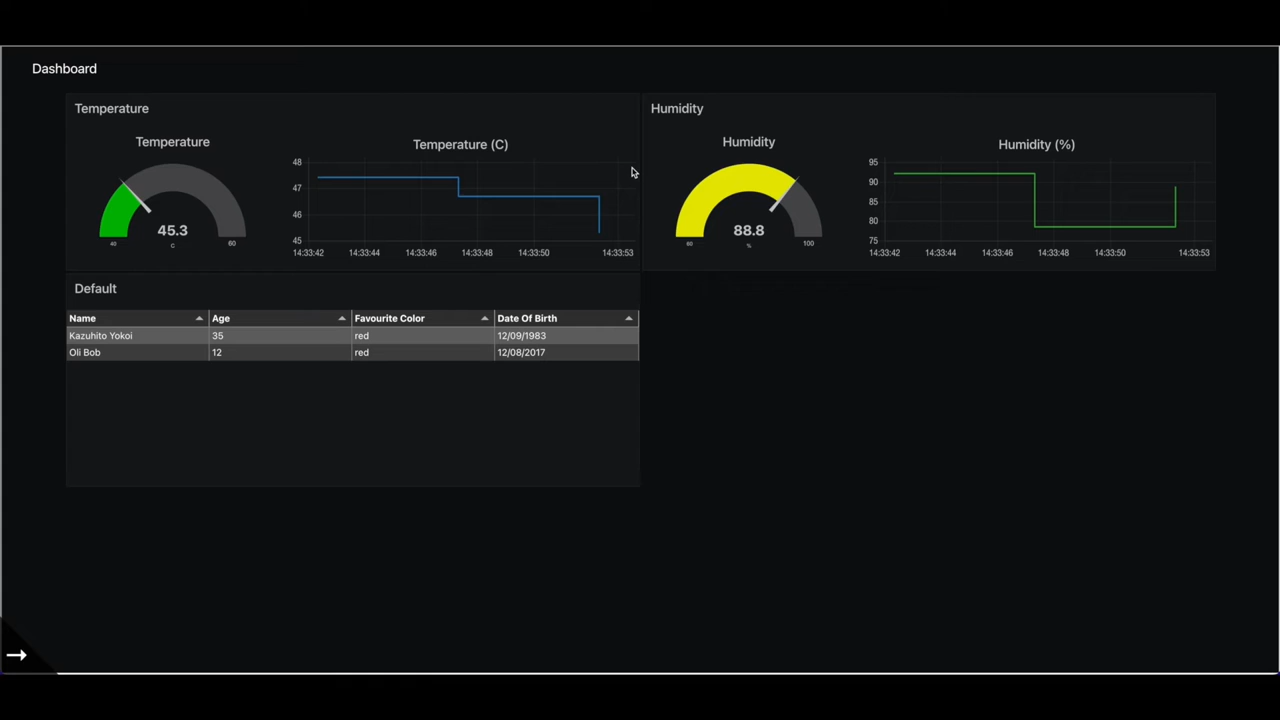 Dashboard
Temperature
Temperature
45.3
C
40
60
Temperature (C)
48
47
46
45
14:33:42 14:33:44 14:33:46 14:33:48 14:33:50 14:33:53
Humidity
Humidity
88.8
%
60
100
Humidity (%)
95
90
85
80
75
14:33:42 14:33:44 14:33:46 14:33:48 14:33:50 14:33:53
Default
Name Age Favourite Color Date Of Birth
Kazuhito Yokoi 35 red 12/09/1983
Oli Bob 12 red 12/08/2017